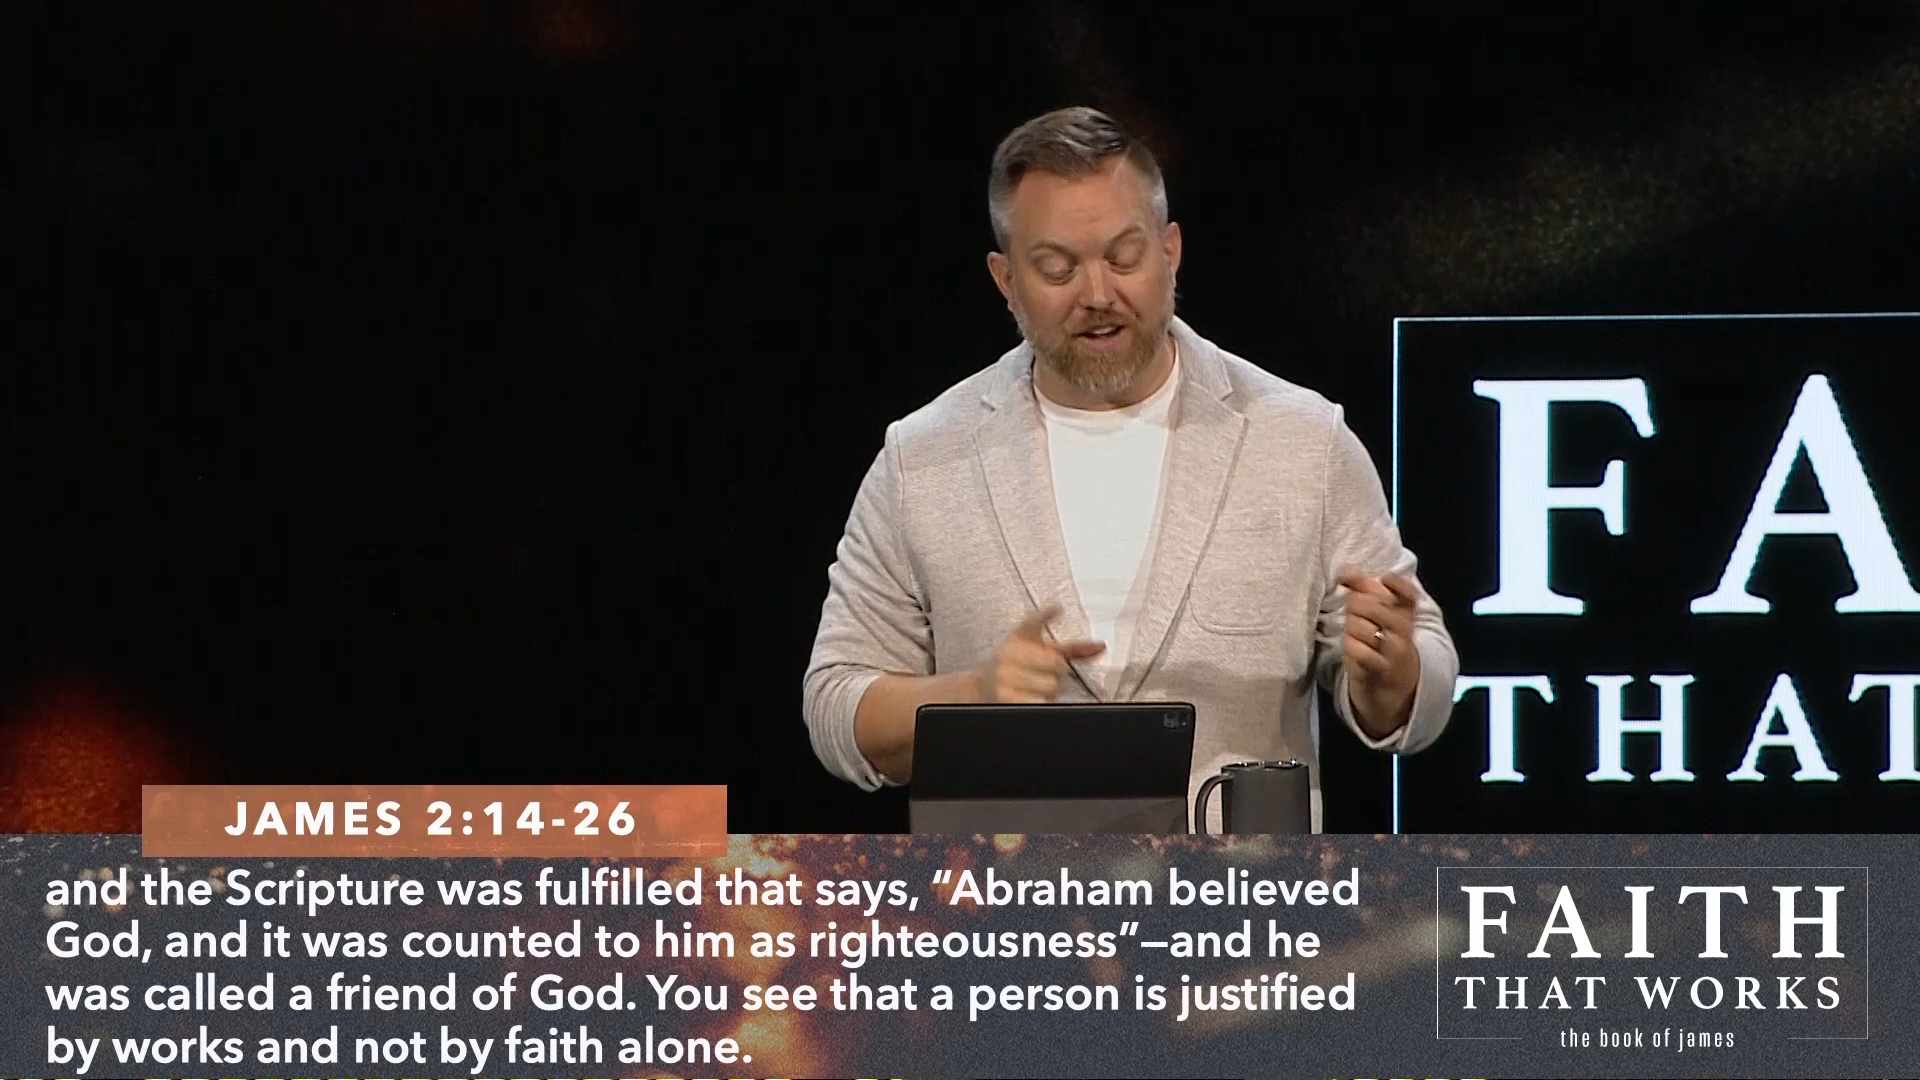 FA
THAT
JAMES 2:14-26
and the Scripture was fulfilled that says, “Abraham believed
God, and it was counted to him as righteousness”—and he
was called a friend of God. You see that a person is justified
by works and not by faith alone.
FAITH
THAT WORKS
the book of james